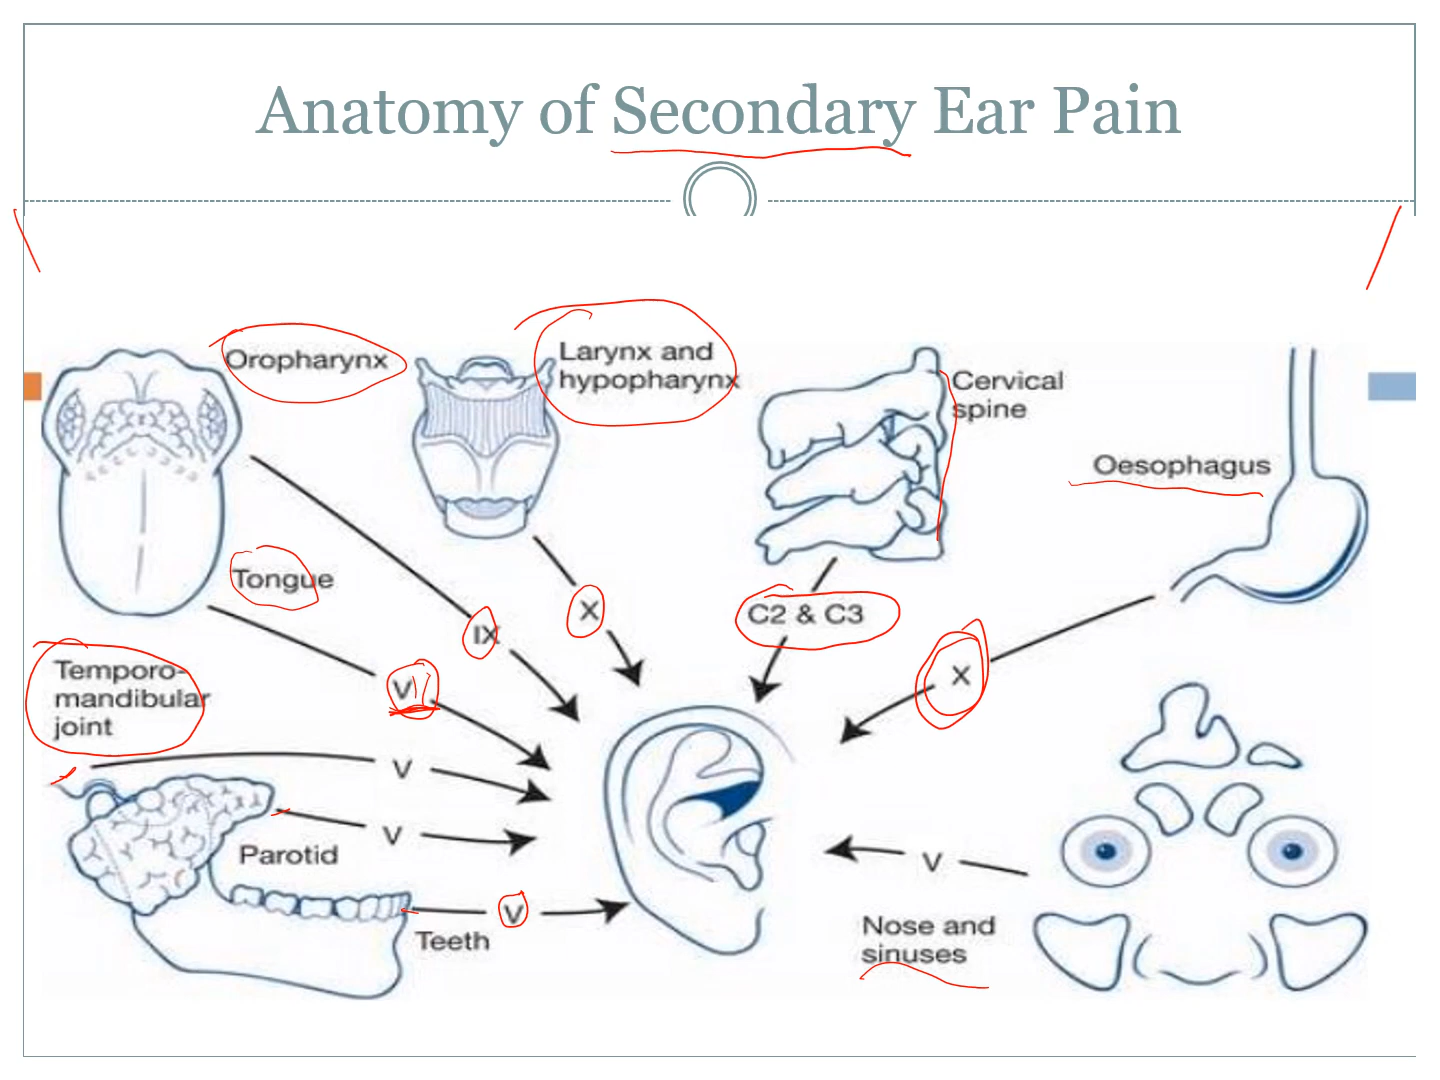 Anatomy of Secondary Ear Pain
Oropharynx
Larynx and
hypopharynx
Cervical
spine
Oesophagus
Tongue
IX
X
C2 & C3
X
V
Temporo-
mandibular
joint
V
V
Parotid
V
Teeth
V
Nose and
sinuses